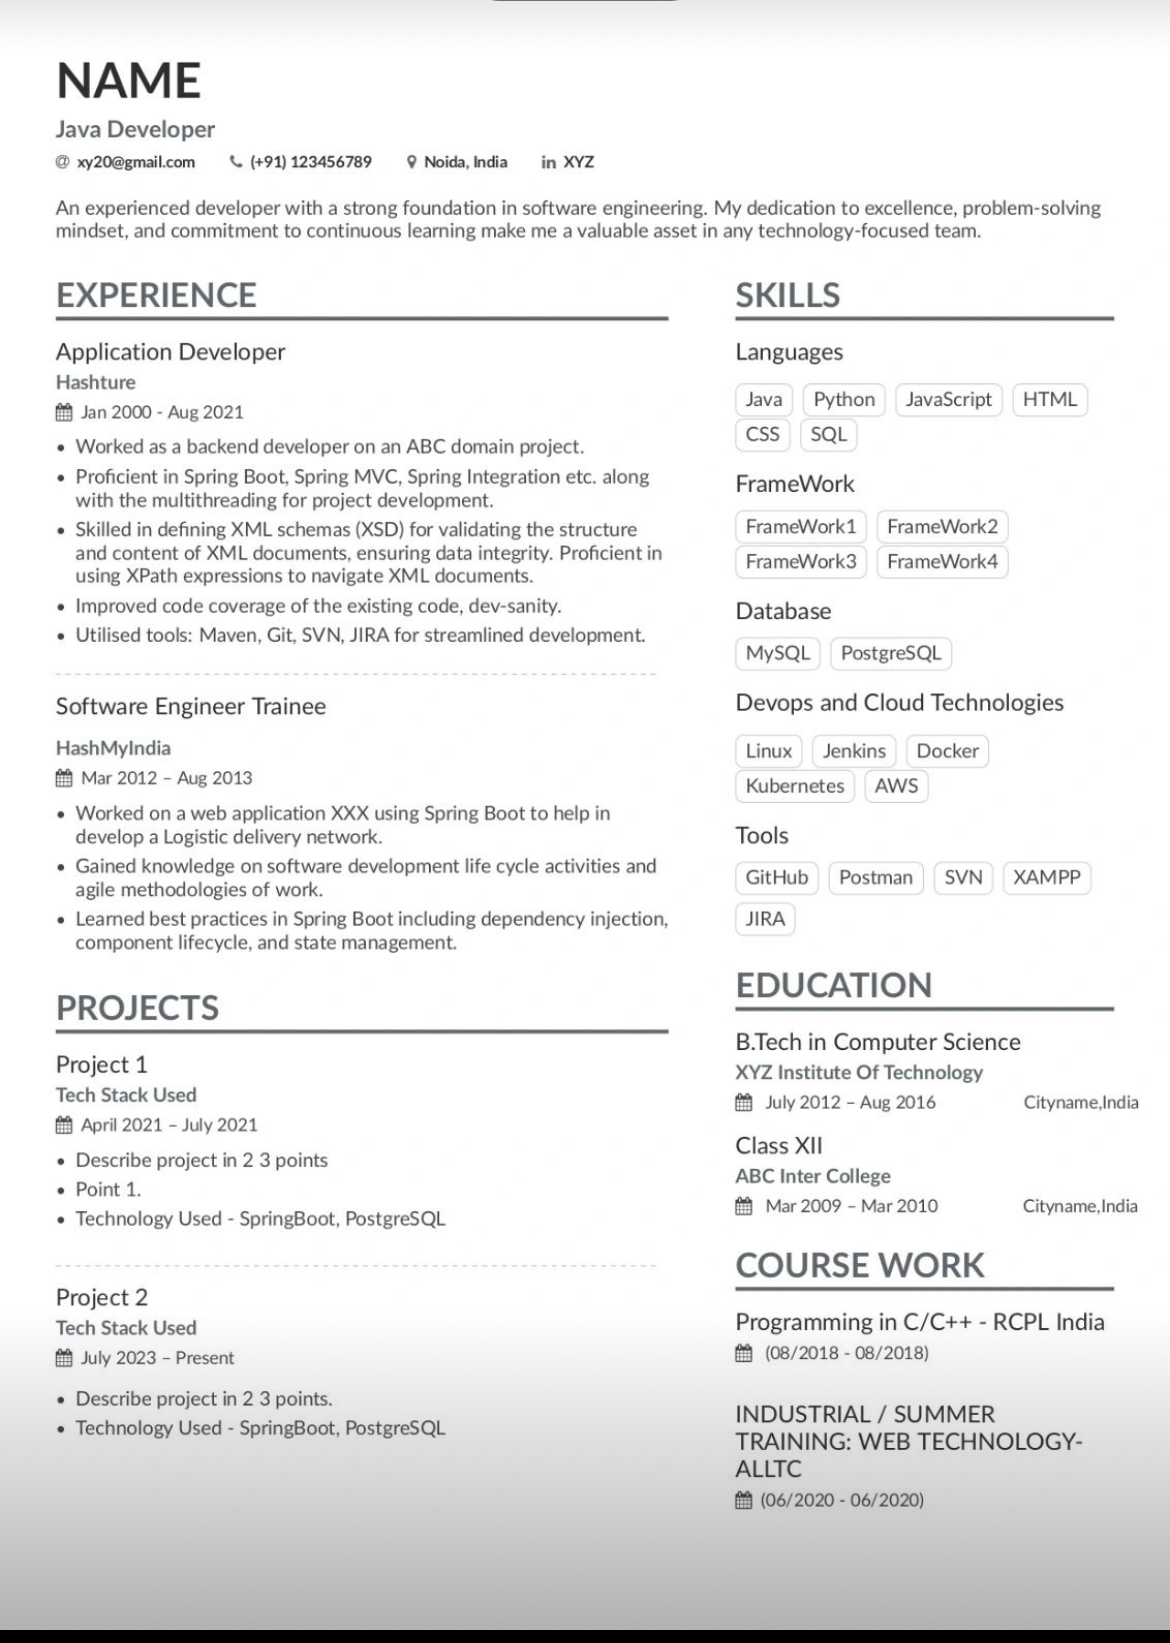 NAME
Java Developer
@ xy20@gmail.com (+91) 123456789 Noida, India in XYZ
An experienced developer with a strong foundation in software engineering. My dedication to excellence, problem-solving
mindset, and commitment to continuous learning make me a valuable asset in any technology-focused team.
EXPERIENCE
Application Developer
Hashture
Jan 2000 - Aug 2021
• Worked as a backend developer on an ABC domain project.
• Proficient in Spring Boot, Spring MVC, Spring Integration etc. along
with the multithreading for project development.
• Skilled in defining XML schemas (XSD) for validating the structure
and content of XML documents, ensuring data integrity. Proficient in
using XPath expressions to navigate XML documents.
• Improved code coverage of the existing code, dev-sanity.
• Utilised tools: Maven, Git, SVN, JIRA for streamlined development.
Software Engineer Trainee
HashMyIndia
Mar 2012 – Aug 2013
• Worked on a web application XXX using Spring Boot to help in
develop a Logistic delivery network.
• Gained knowledge on software development life cycle activities and
agile methodologies of work.
• Learned best practices in Spring Boot including dependency injection,
component lifecycle, and state management.
PROJECTS
Project 1
Tech Stack Used
April 2021 – July 2021
• Describe project in 2 3 points
• Point 1.
• Technology Used - SpringBoot, PostgreSQL
Project 2
Tech Stack Used
July 2023 – Present
• Describe project in 2 3 points.
• Technology Used - SpringBoot, PostgreSQL
SKILLS
Languages
Java Python JavaScript HTML
CSS SQL
FrameWork
FrameWork1 FrameWork2
FrameWork3 FrameWork4
Database
MySQL PostgreSQL
Devops and Cloud Technologies
Linux Jenkins Docker
Kubernetes AWS
Tools
GitHub Postman SVN XAMPP
JIRA
EDUCATION
B.Tech in Computer Science
XYZ Institute Of Technology
July 2012 – Aug 2016 Cityname,India
Class XII
ABC Inter College
Mar 2009 – Mar 2010 Cityname,India
COURSE WORK
Programming in C/C++ - RCPL India
(08/2018 - 08/2018)
INDUSTRIAL / SUMMER
TRAINING: WEB TECHNOLOGY-
ALLTC
(06/2020 - 06/2020)